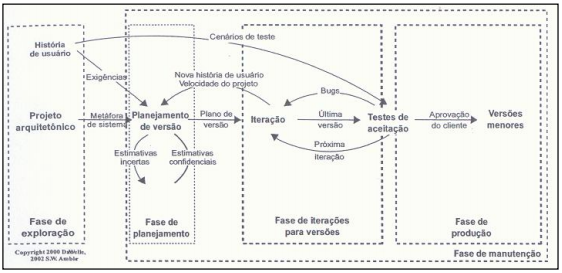 Cenários de teste
História
de usuário
Exigências
Nova história de usuário
Velocidade do projeto
Bugs
Projeto
arquitetônico
Metáfora
de sistema
Planejamento
de versão
Plano de
versão
Iteração
Última
versão
Testes de
aceitação
Aprovação
do cliente
Versões
menores
Estimativas
incertas
Estimativas
confidenciais
Próxima
iteração
Fase de
exploração
Fase de
planejamento
Fase de iterações
para versões
Fase de
produção
Copyright 2000
2002 S.W. Ambler
Fase de manutenção